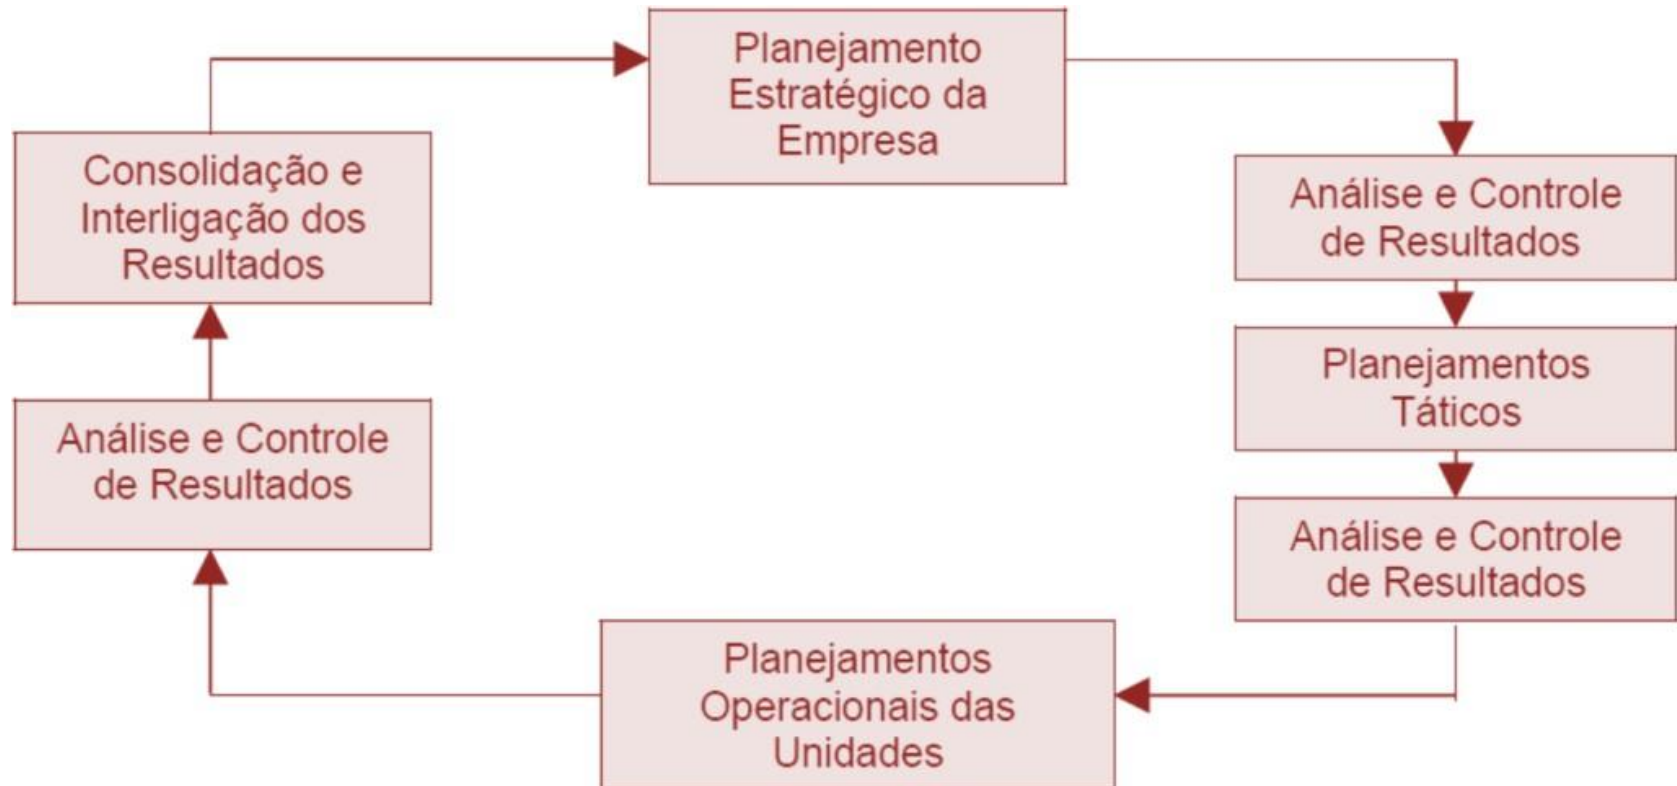 Planejamento
Estratégico da
Empresa
Análise e Controle
de Resultados
Planejamentos
Táticos
Análise e Controle
de Resultados
Planejamentos
Operacionais das
Unidades
Análise e Controle
de Resultados
Consolidação e
Interligação dos
Resultados